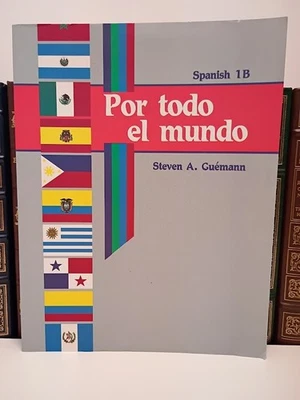 Spanish 1B
Por todo
el mundo
Steven A. Guémann